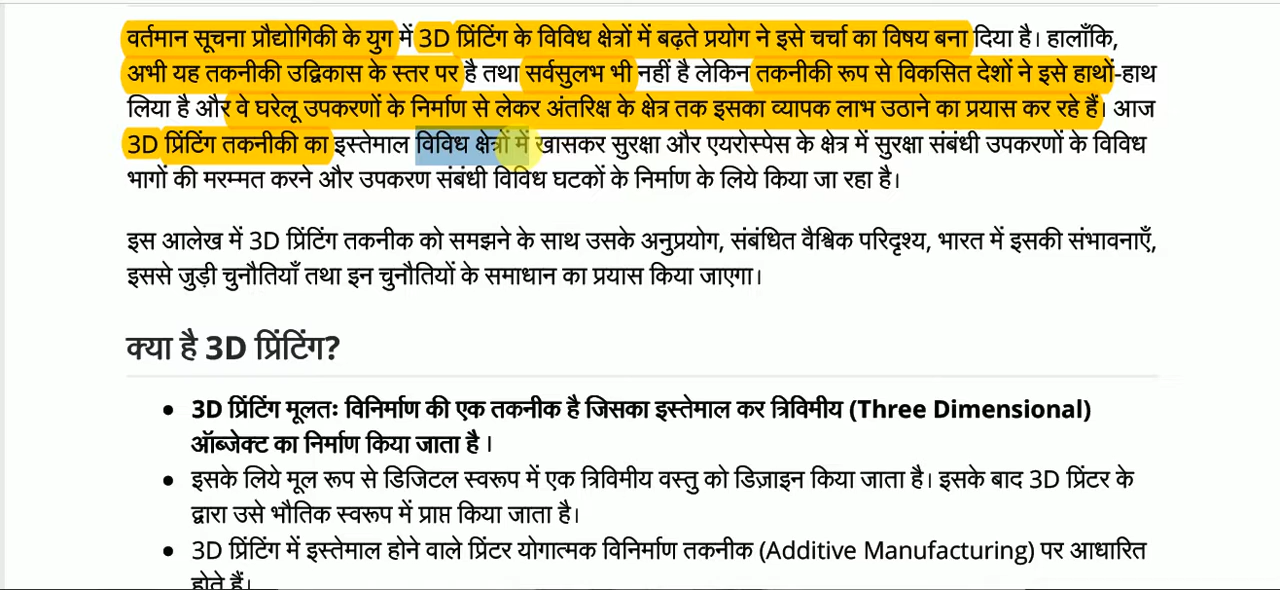 वर्तमान सूचना प्रौद्योगिकी के युग में 3D प्रिंटिंग के विविध क्षेत्रों में बढ़ते प्रयोग ने इसे चर्चा का विषय बना दिया है। हालाँकि,
अभी यह तकनीकी उद्विकास के स्तर पर है तथा सर्वसुलभ भी नहीं है लेकिन तकनीकी रूप से विकसित देशों ने इसे हाथों-हाथ
लिया है और वे घरेलू उपकरणों के निर्माण से लेकर अंतरिक्ष के क्षेत्र तक इसका व्यापक लाभ उठाने का प्रयास कर रहे हैं। आज
3D प्रिंटिंग तकनीकी का इस्तेमाल विविध क्षेत्रों में खासकर सुरक्षा और एयरोस्पेस के क्षेत्र में सुरक्षा संबंधी उपकरणों के विविध
भागों की मरम्मत करने और उपकरण संबंधी विविध घटकों के निर्माण के लिये किया जा रहा है।
इस आलेख में 3D प्रिंटिंग तकनीक को समझने के साथ उसके अनुप्रयोग, संबंधित वैश्विक परिदृश्य, भारत में इसकी संभावनाएँ,
इससे जुड़ी चुनौतियाँ तथा इन चुनौतियों के समाधान का प्रयास किया जाएगा।
क्या है 3D प्रिंटिंग?
• 3D प्रिंटिंग मूलतः विनिर्माण की एक तकनीक है जिसका इस्तेमाल कर त्रिविमीय (Three Dimensional)
ऑब्जेक्ट का निर्माण किया जाता है ।
• इसके लिये मूल रूप से डिजिटल स्वरूप में एक त्रिविमीय वस्तु को डिज़ाइन किया जाता है। इसके बाद 3D प्रिंटर के
द्वारा उसे भौतिक स्वरूप में प्राप्त किया जाता है।
• 3D प्रिंटिंग में इस्तेमाल होने वाले प्रिंटर योगात्मक विनिर्माण तकनीक (Additive Manufacturing) पर आधारित
होते हैं।